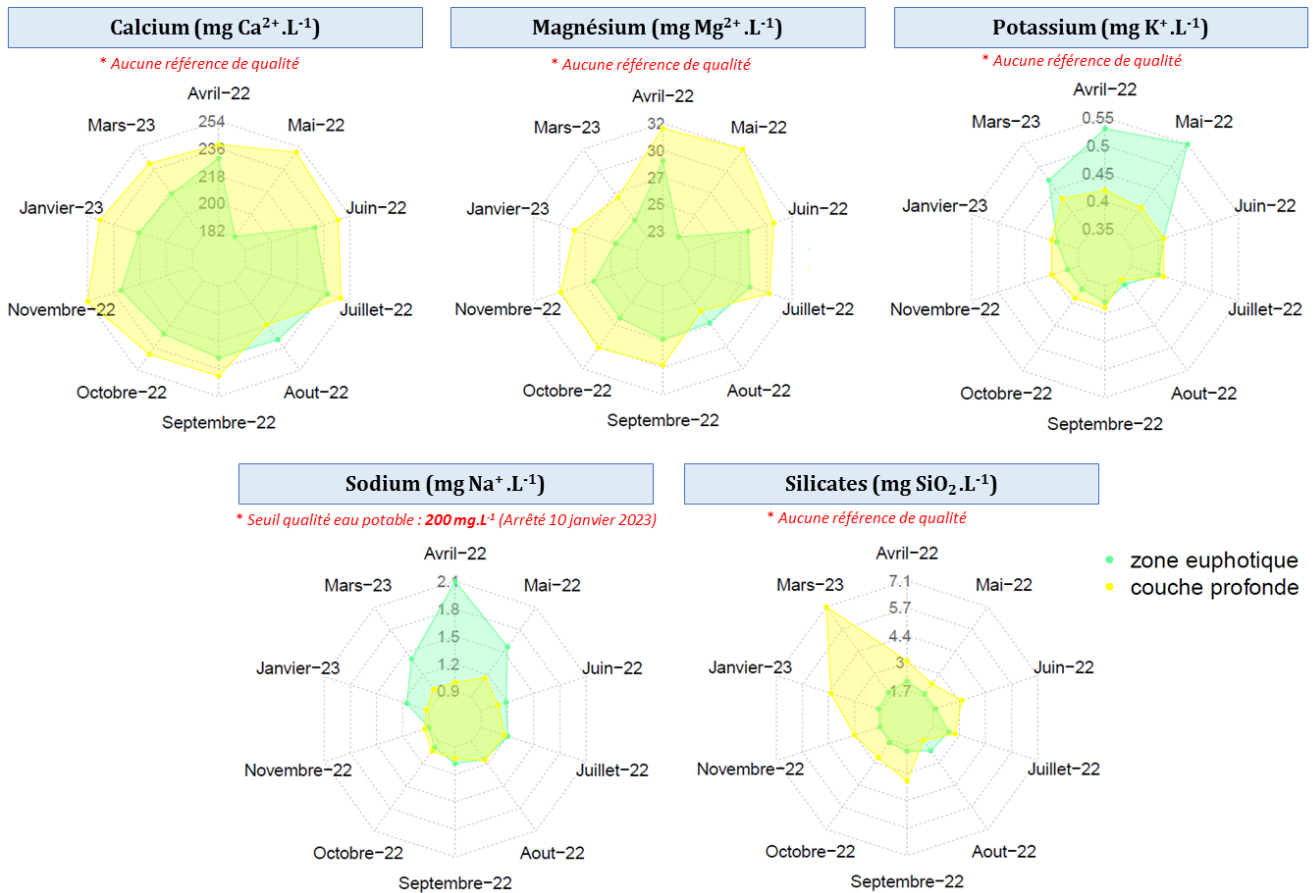 Calcium (mg Ca²⁺.L⁻¹)
* Aucune référence de qualité
Avril−22
Mai−22
Juin−22
Juillet−22
Aout−22
Septembre−22
Octobre−22
Novembre−22
Janvier−23
Mars−23
254
236
218
200
182
Magnésium (mg Mg²⁺.L⁻¹)
* Aucune référence de qualité
Avril−22
Mai−22
Juin−22
Juillet−22
Aout−22
Septembre−22
Octobre−22
Novembre−22
Janvier−23
Mars−23
32
30
27
25
23
Potassium (mg K⁺.L⁻¹)
* Aucune référence de qualité
Avril−22
Mai−22
Juin−22
Juillet−22
Aout−22
Septembre−22
Octobre−22
Novembre−22
Janvier−23
Mars−23
0.55
0.5
0.45
0.4
0.35
Sodium (mg Na⁺.L⁻¹)
* Seuil qualité eau potable : 200 mg.L⁻¹ (Arrêté 10 janvier 2023)
Avril−22
Mai−22
Juin−22
Juillet−22
Aout−22
Septembre−22
Octobre−22
Novembre−22
Janvier−23
Mars−23
2.1
1.8
1.5
1.2
0.9
Silicates (mg SiO₂.L⁻¹)
* Aucune référence de qualité
Avril−22
Mai−22
Juin−22
Juillet−22
Aout−22
Septembre−22
Octobre−22
Novembre−22
Janvier−23
Mars−23
7.1
5.7
4.4
3
1.7
zone euphotique
couche profonde